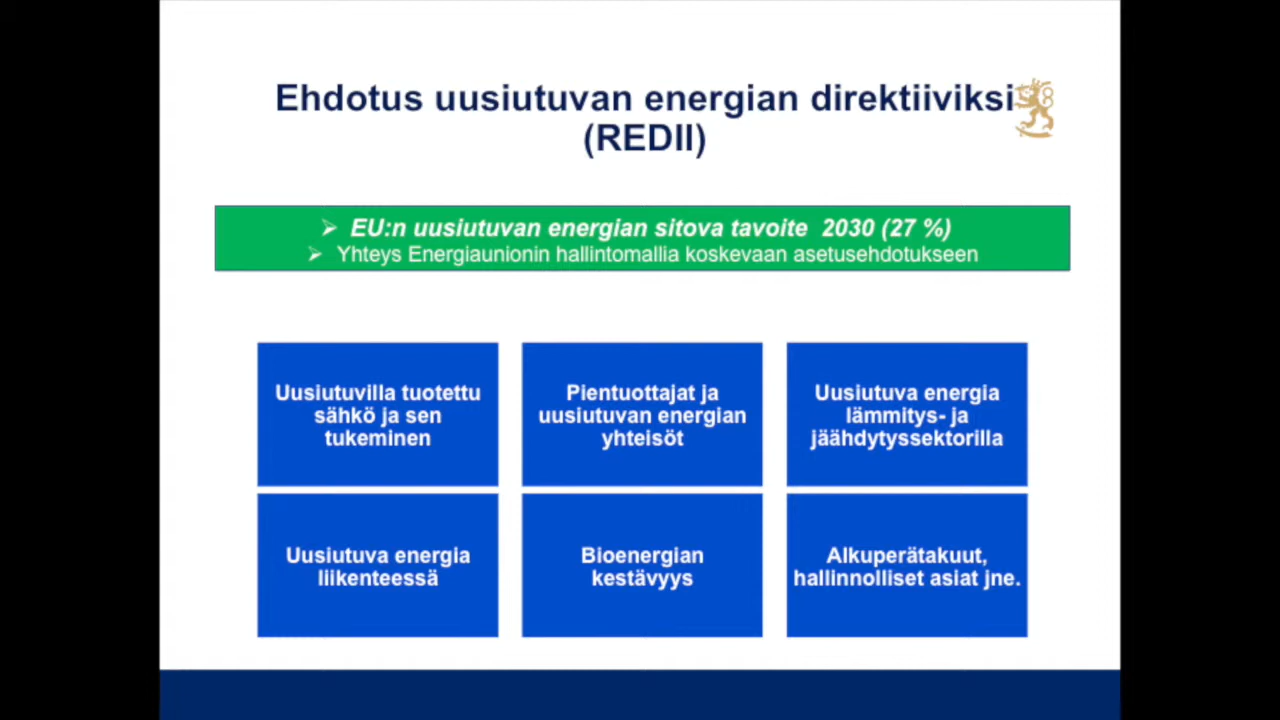 Ehdotus uusiutuvan energian direktiiviksi
(REDII)
➢ EU:n uusiutuvan energian sitova tavoite 2030 (27 %)
➢ Yhteys Energiaunionin hallintomallia koskevaan asetusehdotukseen
Uusiutuvilla tuotettu
sähkö ja sen
tukeminen
Pientuottajat ja
uusiutuvan energian
yhteisöt
Uusiutuva energia
lämmitys- ja
jäähdytyssektorilla
Uusiutuva energia
liikenteessä
Bioenergian
kestävyys
Alkuperätakuut,
hallinnolliset asiat jne.